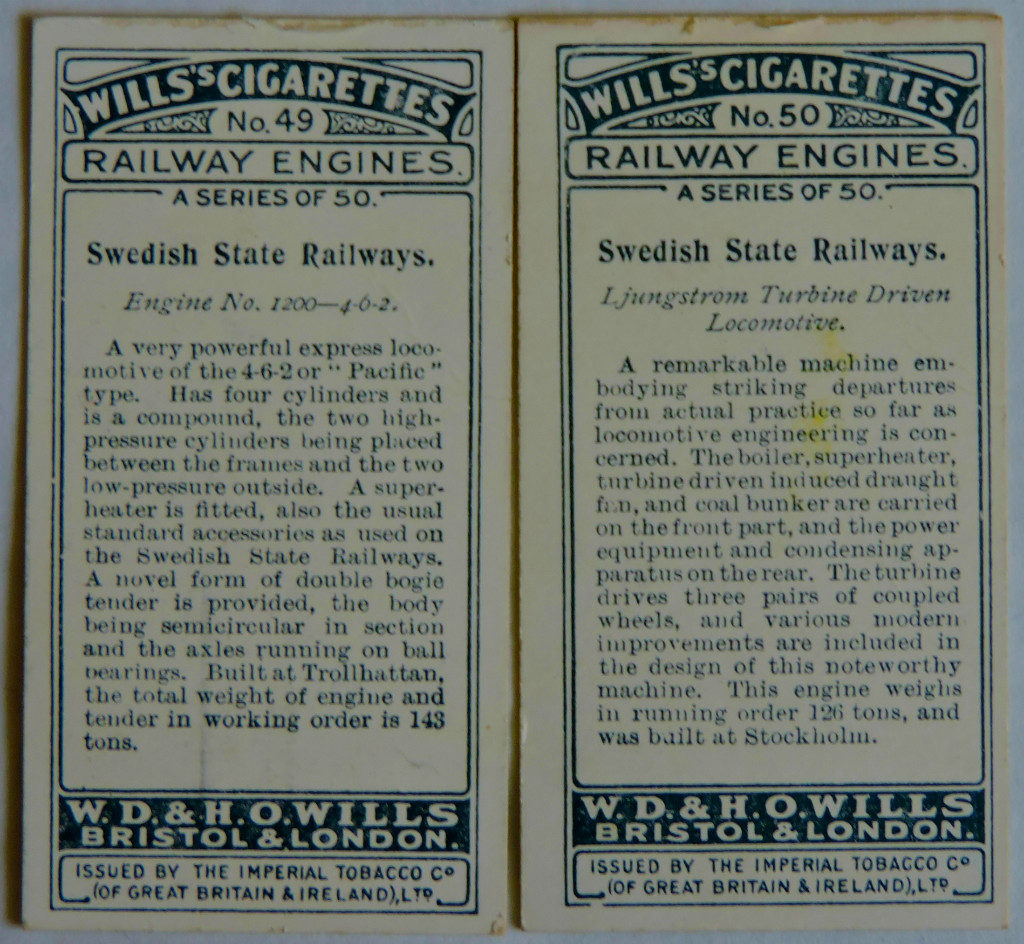 WILLS'S CIGARETTES
No. 49
RAILWAY ENGINES.
A SERIES OF 50.
Swedish State Railways.
Engine No. 1200—4-6-2.
A very powerful express loco-
motive of the 4-6-2 or "Pacific"
type. Has four cylinders and
is a compound, the two high-
pressure cylinders being placed
between the frames and the two
low-pressure outside. A super-
heater is fitted, also the usual
standard accessories as used on
the Swedish State Railways.
A novel form of double bogie
tender is provided, the body
being semicircular in section
and the axles running on ball
bearings. Built at Trollhattan,
the total weight of engine and
tender in working order is 143
tons.
W. D. & H. O. WILLS
BRISTOL & LONDON.
ISSUED BY THE IMPERIAL TOBACCO Cº
(OF GREAT BRITAIN & IRELAND), LTD.
WILLS'S CIGARETTES
No. 50
RAILWAY ENGINES.
A SERIES OF 50.
Swedish State Railways.
Ljungstrom Turbine Driven
Locomotive.
A remarkable machine em-
bodying striking departures
from actual practice so far as
locomotive engineering is con-
cerned. The boiler, superheater,
turbine driven induced draught
fan, and coal bunker are carried
on the front part, and the power
equipment and condensing ap-
paratus on the rear. The turbine
drives three pairs of coupled
wheels, and various modern
improvements are included in
the design of this noteworthy
machine. This engine weighs
in running order 126 tons, and
was built at Stockholm.
W. D. & H. O. WILLS
BRISTOL & LONDON.
ISSUED BY THE IMPERIAL TOBACCO Cº
(OF GREAT BRITAIN & IRELAND), LTD.